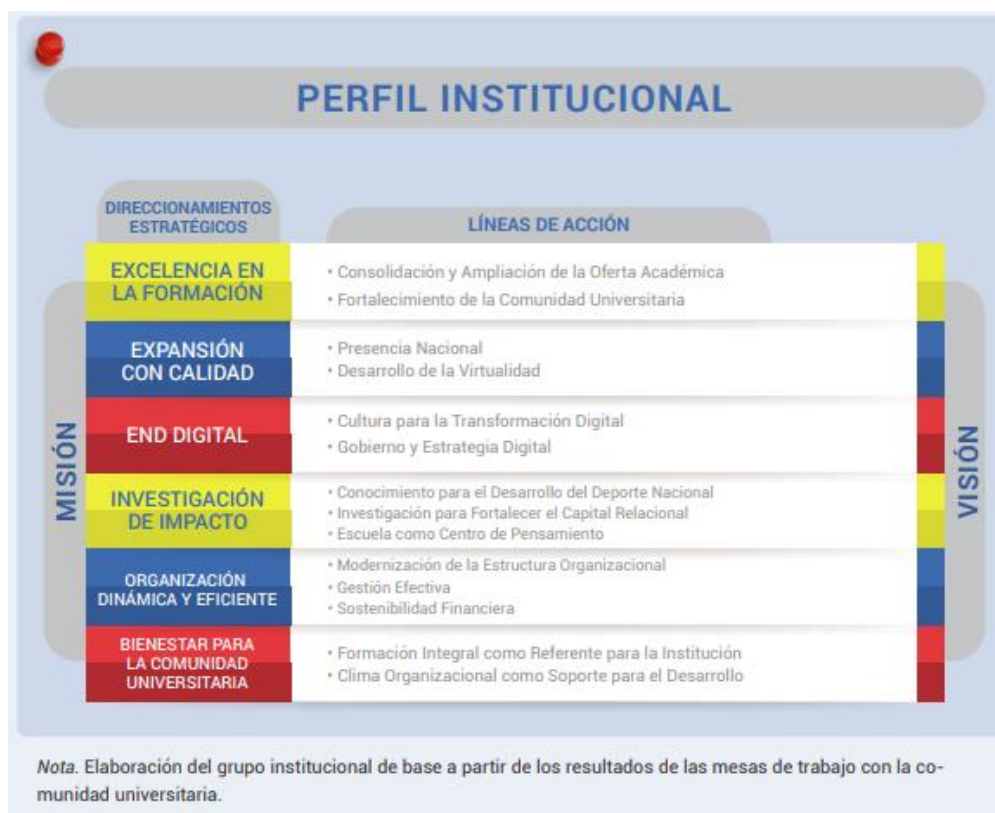 PERFIL INSTITUCIONAL
DIRECCIONAMIENTOS
ESTRATÉGICOS
LÍNEAS DE ACCIÓN
MISIÓN
EXCELENCIA EN
LA FORMACIÓN
• Consolidación y Ampliación de la Oferta Académica
• Fortalecimiento de la Comunidad Universitaria
EXPANSIÓN
CON CALIDAD
• Presencia Nacional
• Desarrollo de la Virtualidad
END DIGITAL
• Cultura para la Transformación Digital
• Gobierno y Estrategia Digital
INVESTIGACIÓN
DE IMPACTO
• Conocimiento para el Desarrollo del Deporte Nacional
• Investigación para Fortalecer el Capital Relacional
• Escuela como Centro de Pensamiento
ORGANIZACIÓN
DINÁMICA Y EFICIENTE
• Modernización de la Estructura Organizacional
• Gestión Efectiva
• Sostenibilidad Financiera
BIENESTAR PARA
LA COMUNIDAD
UNIVERSITARIA
• Formación Integral como Referente para la Institución
• Clima Organizacional como Soporte para el Desarrollo
VISIÓN
Nota. Elaboración del grupo institucional de base a partir de los resultados de las mesas de trabajo con la co-
munidad universitaria.